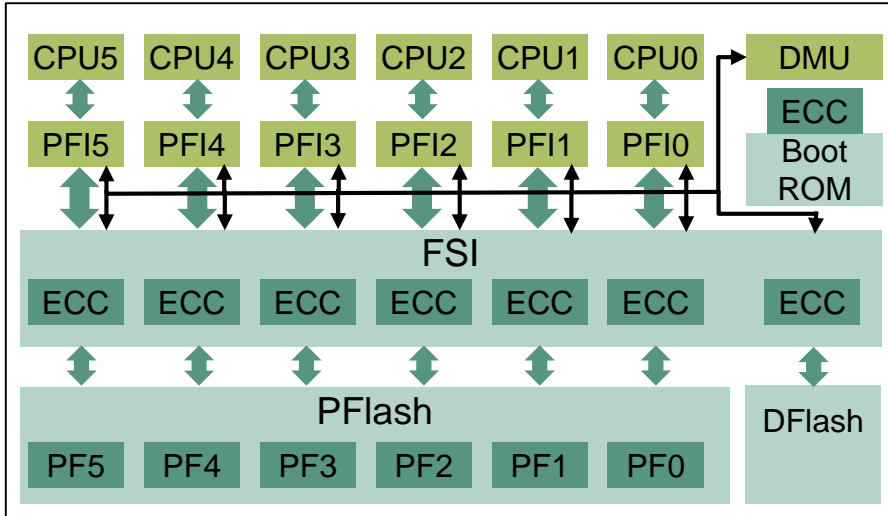 CPU5 CPU4 CPU3 CPU2 CPU1 CPU0 DMU
ECC
PFI5 PFI4 PFI3 PFI2 PFI1 PFI0 Boot
ROM
FSI
ECC ECC ECC ECC ECC ECC ECC
PFlash
DFlash
PF5 PF4 PF3 PF2 PF1 PF0